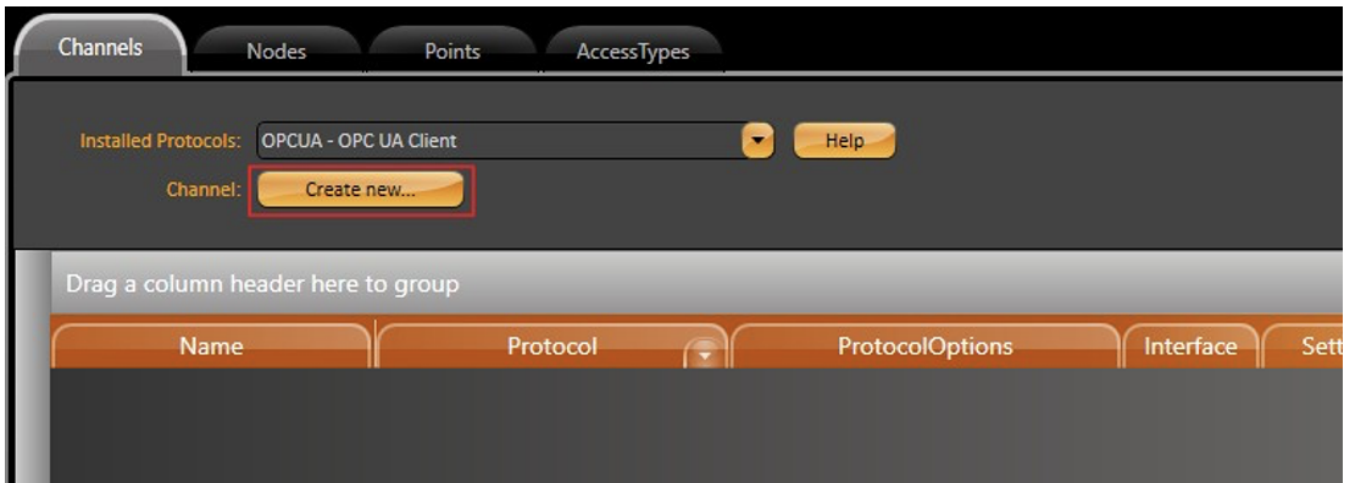 Channels Nodes Points AccessTypes
Installed Protocols: OPCUA - OPC UA Client Help
Channel: Create new...
Drag a column header here to group
Name Protocol ProtocolOptions Interface Sett